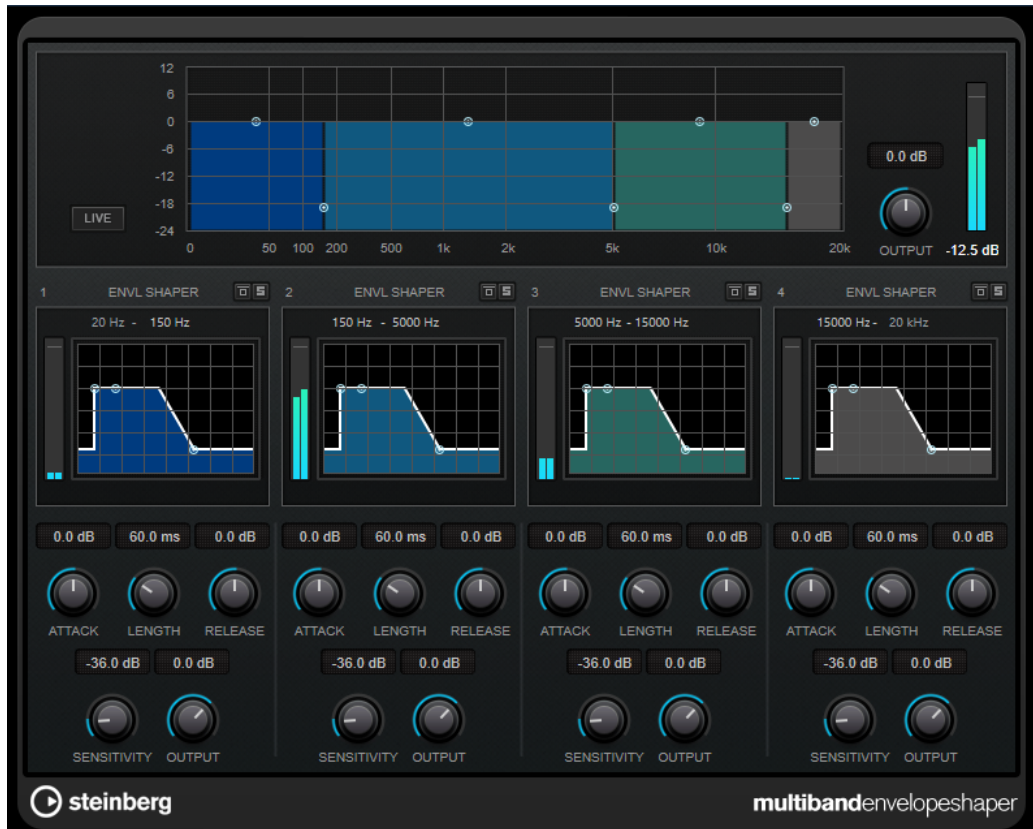 12
6
0
-6
-12
-18
-24
LIVE
0 50 100 200 500 1k 2k 5k 10k 20k
0.0 dB
OUTPUT -12.5 dB
1 ENVL SHAPER S 2 ENVL SHAPER S 3 ENVL SHAPER S 4 ENVL SHAPER S
20 Hz - 150 Hz 150 Hz - 5000 Hz 5000 Hz - 15000 Hz 15000 Hz - 20 kHz
0.0 dB 60.0 ms 0.0 dB 0.0 dB 60.0 ms 0.0 dB 0.0 dB 60.0 ms 0.0 dB 0.0 dB 60.0 ms 0.0 dB
ATTACK LENGTH RELEASE ATTACK LENGTH RELEASE ATTACK LENGTH RELEASE ATTACK LENGTH RELEASE
-36.0 dB 0.0 dB -36.0 dB 0.0 dB -36.0 dB 0.0 dB -36.0 dB 0.0 dB
SENSITIVITY OUTPUT SENSITIVITY OUTPUT SENSITIVITY OUTPUT SENSITIVITY OUTPUT
steinberg multibandenvelopeshaper